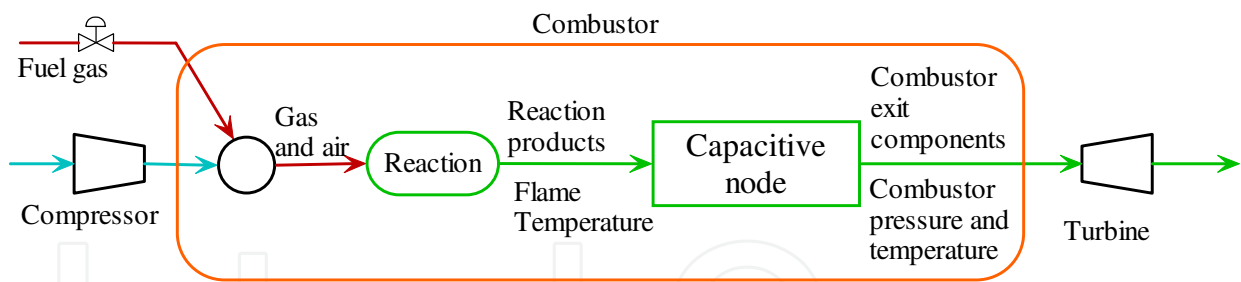 Combustor
Fuel gas
Compressor
Gas
and air
Reaction
Reaction
products
Flame
Temperature
Capacitive
node
Combustor
exit
components
Combustor
pressure and
temperature
Turbine